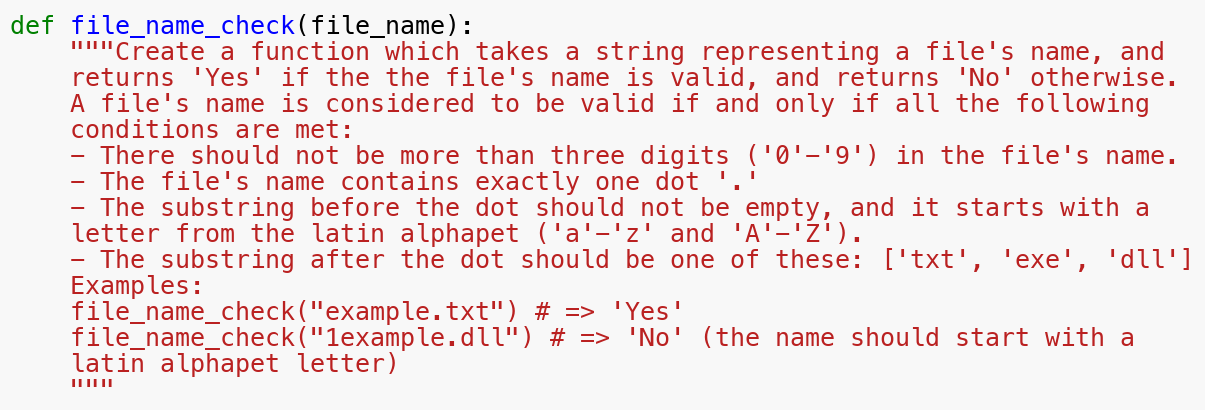 def file_name_check(file_name):
    """Create a function which takes a string representing a file's name, and
    returns 'Yes' if the the file's name is valid, and returns 'No' otherwise.
    A file's name is considered to be valid if and only if all the following
    conditions are met:
    - There should not be more than three digits ('0'-'9') in the file's name.
    - The file's name contains exactly one dot '.'
    - The substring before the dot should not be empty, and it starts with a
    letter from the latin alphapet ('a'-'z' and 'A'-'Z').
    - The substring after the dot should be one of these: ['txt', 'exe', 'dll']
    Examples:
    file_name_check("example.txt") # => 'Yes'
    file_name_check("1example.dll") # => 'No' (the name should start with a
    latin alphapet letter)
    """